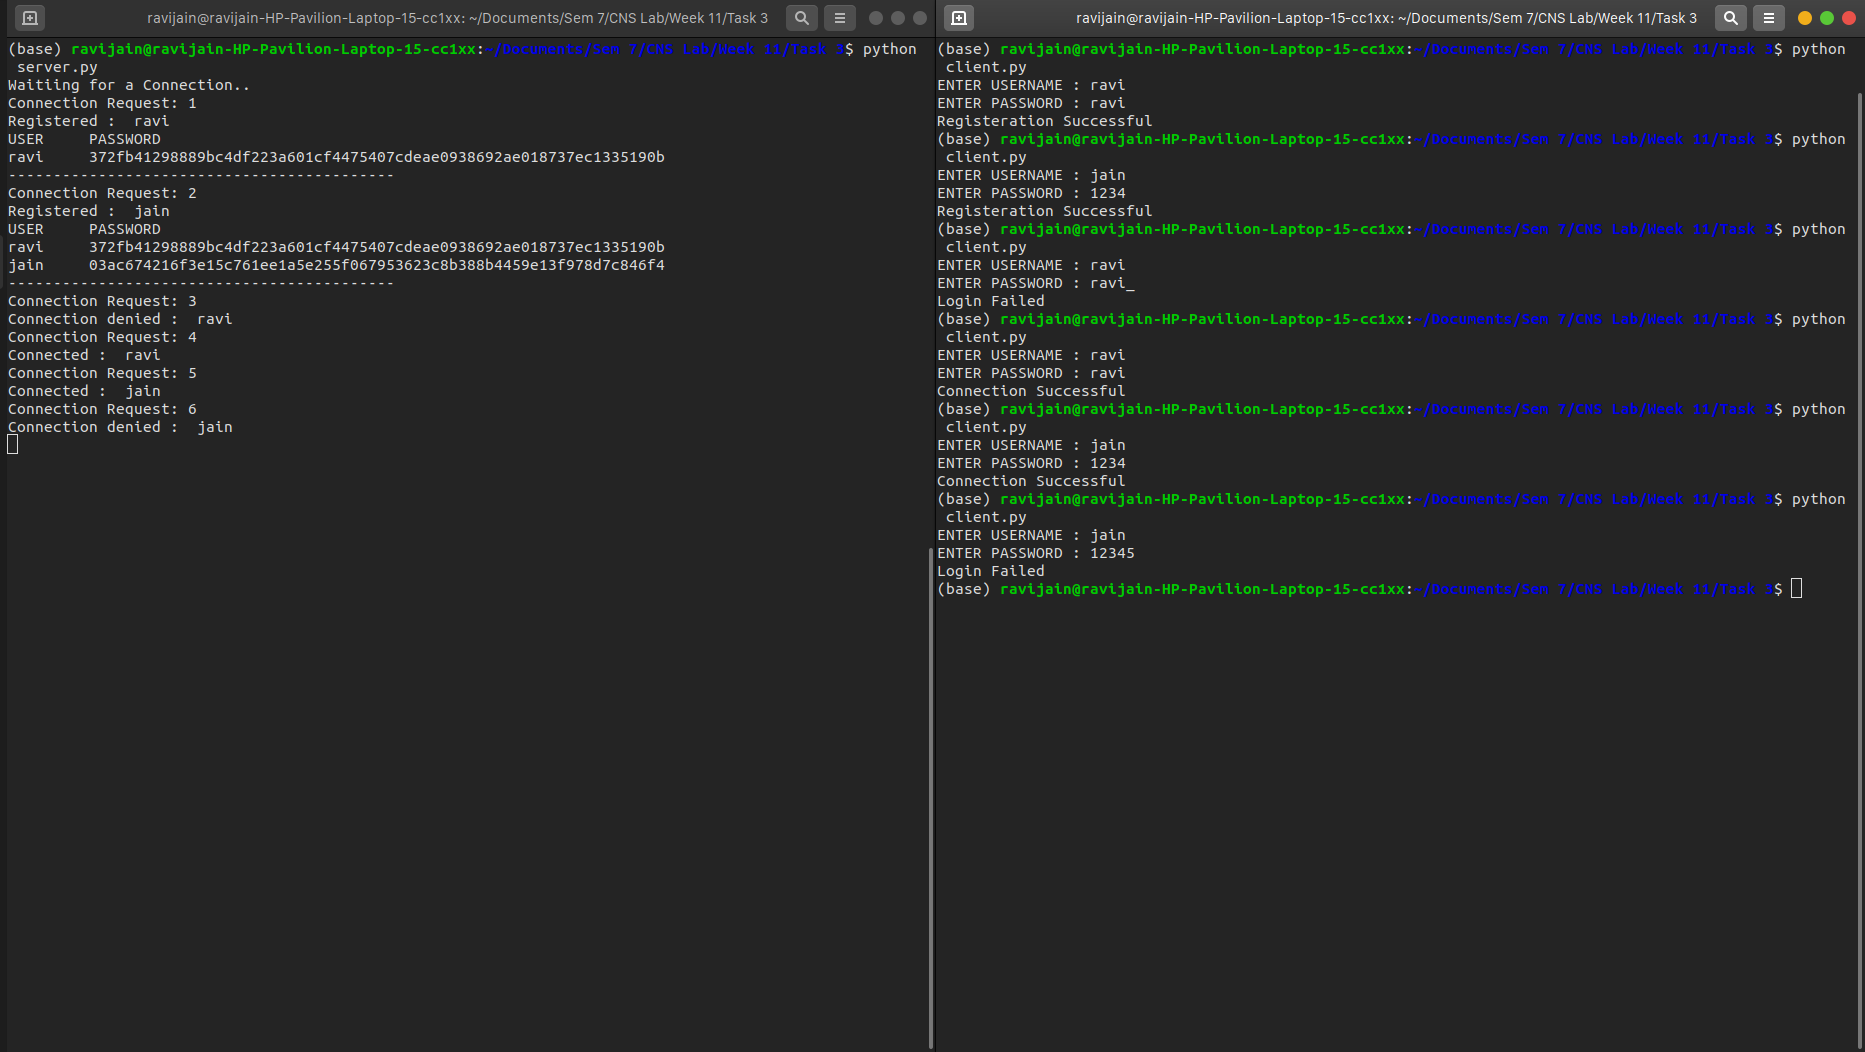 ravijain@ravijain-HP-Pavilion-Laptop-15-cc1xx: ~/Documents/Sem 7/CNS Lab/Week 11/Task 3
(base) ravijain@ravijain-HP-Pavilion-Laptop-15-cc1xx:~/Documents/Sem 7/CNS Lab/Week 11/Task 3$ python
 server.py
Waitiing for a Connection..
Connection Request: 1
Registered :  ravi
USER     PASSWORD
ravi     372fb41298889bc4df223a601cf4475407cdeae0938692ae018737ec1335190b
-------------------------------------------
Connection Request: 2
Registered :  jain
USER     PASSWORD
ravi     372fb41298889bc4df223a601cf4475407cdeae0938692ae018737ec1335190b
jain     03ac674216f3e15c761ee1a5e255f067953623c8b388b4459e13f978d7c846f4
-------------------------------------------
Connection Request: 3
Connection denied :  ravi
Connection Request: 4
Connected :  ravi
Connection Request: 5
Connected :  jain
Connection Request: 6
Connection denied :  jain
ravijain@ravijain-HP-Pavilion-Laptop-15-cc1xx: ~/Documents/Sem 7/CNS Lab/Week 11/Task 3
(base) ravijain@ravijain-HP-Pavilion-Laptop-15-cc1xx:~/Documents/Sem 7/CNS Lab/Week 11/Task 3$ python
 client.py
ENTER USERNAME : ravi
ENTER PASSWORD : ravi
Registeration Successful
(base) ravijain@ravijain-HP-Pavilion-Laptop-15-cc1xx:~/Documents/Sem 7/CNS Lab/Week 11/Task 3$ python
 client.py
ENTER USERNAME : jain
ENTER PASSWORD : 1234
Registeration Successful
(base) ravijain@ravijain-HP-Pavilion-Laptop-15-cc1xx:~/Documents/Sem 7/CNS Lab/Week 11/Task 3$ python
 client.py
ENTER USERNAME : ravi
ENTER PASSWORD : ravi_
Login Failed
(base) ravijain@ravijain-HP-Pavilion-Laptop-15-cc1xx:~/Documents/Sem 7/CNS Lab/Week 11/Task 3$ python
 client.py
ENTER USERNAME : ravi
ENTER PASSWORD : ravi
Connection Successful
(base) ravijain@ravijain-HP-Pavilion-Laptop-15-cc1xx:~/Documents/Sem 7/CNS Lab/Week 11/Task 3$ python
 client.py
ENTER USERNAME : jain
ENTER PASSWORD : 1234
Connection Successful
(base) ravijain@ravijain-HP-Pavilion-Laptop-15-cc1xx:~/Documents/Sem 7/CNS Lab/Week 11/Task 3$ python
 client.py
ENTER USERNAME : jain
ENTER PASSWORD : 12345
Login Failed
(base) ravijain@ravijain-HP-Pavilion-Laptop-15-cc1xx:~/Documents/Sem 7/CNS Lab/Week 11/Task 3$